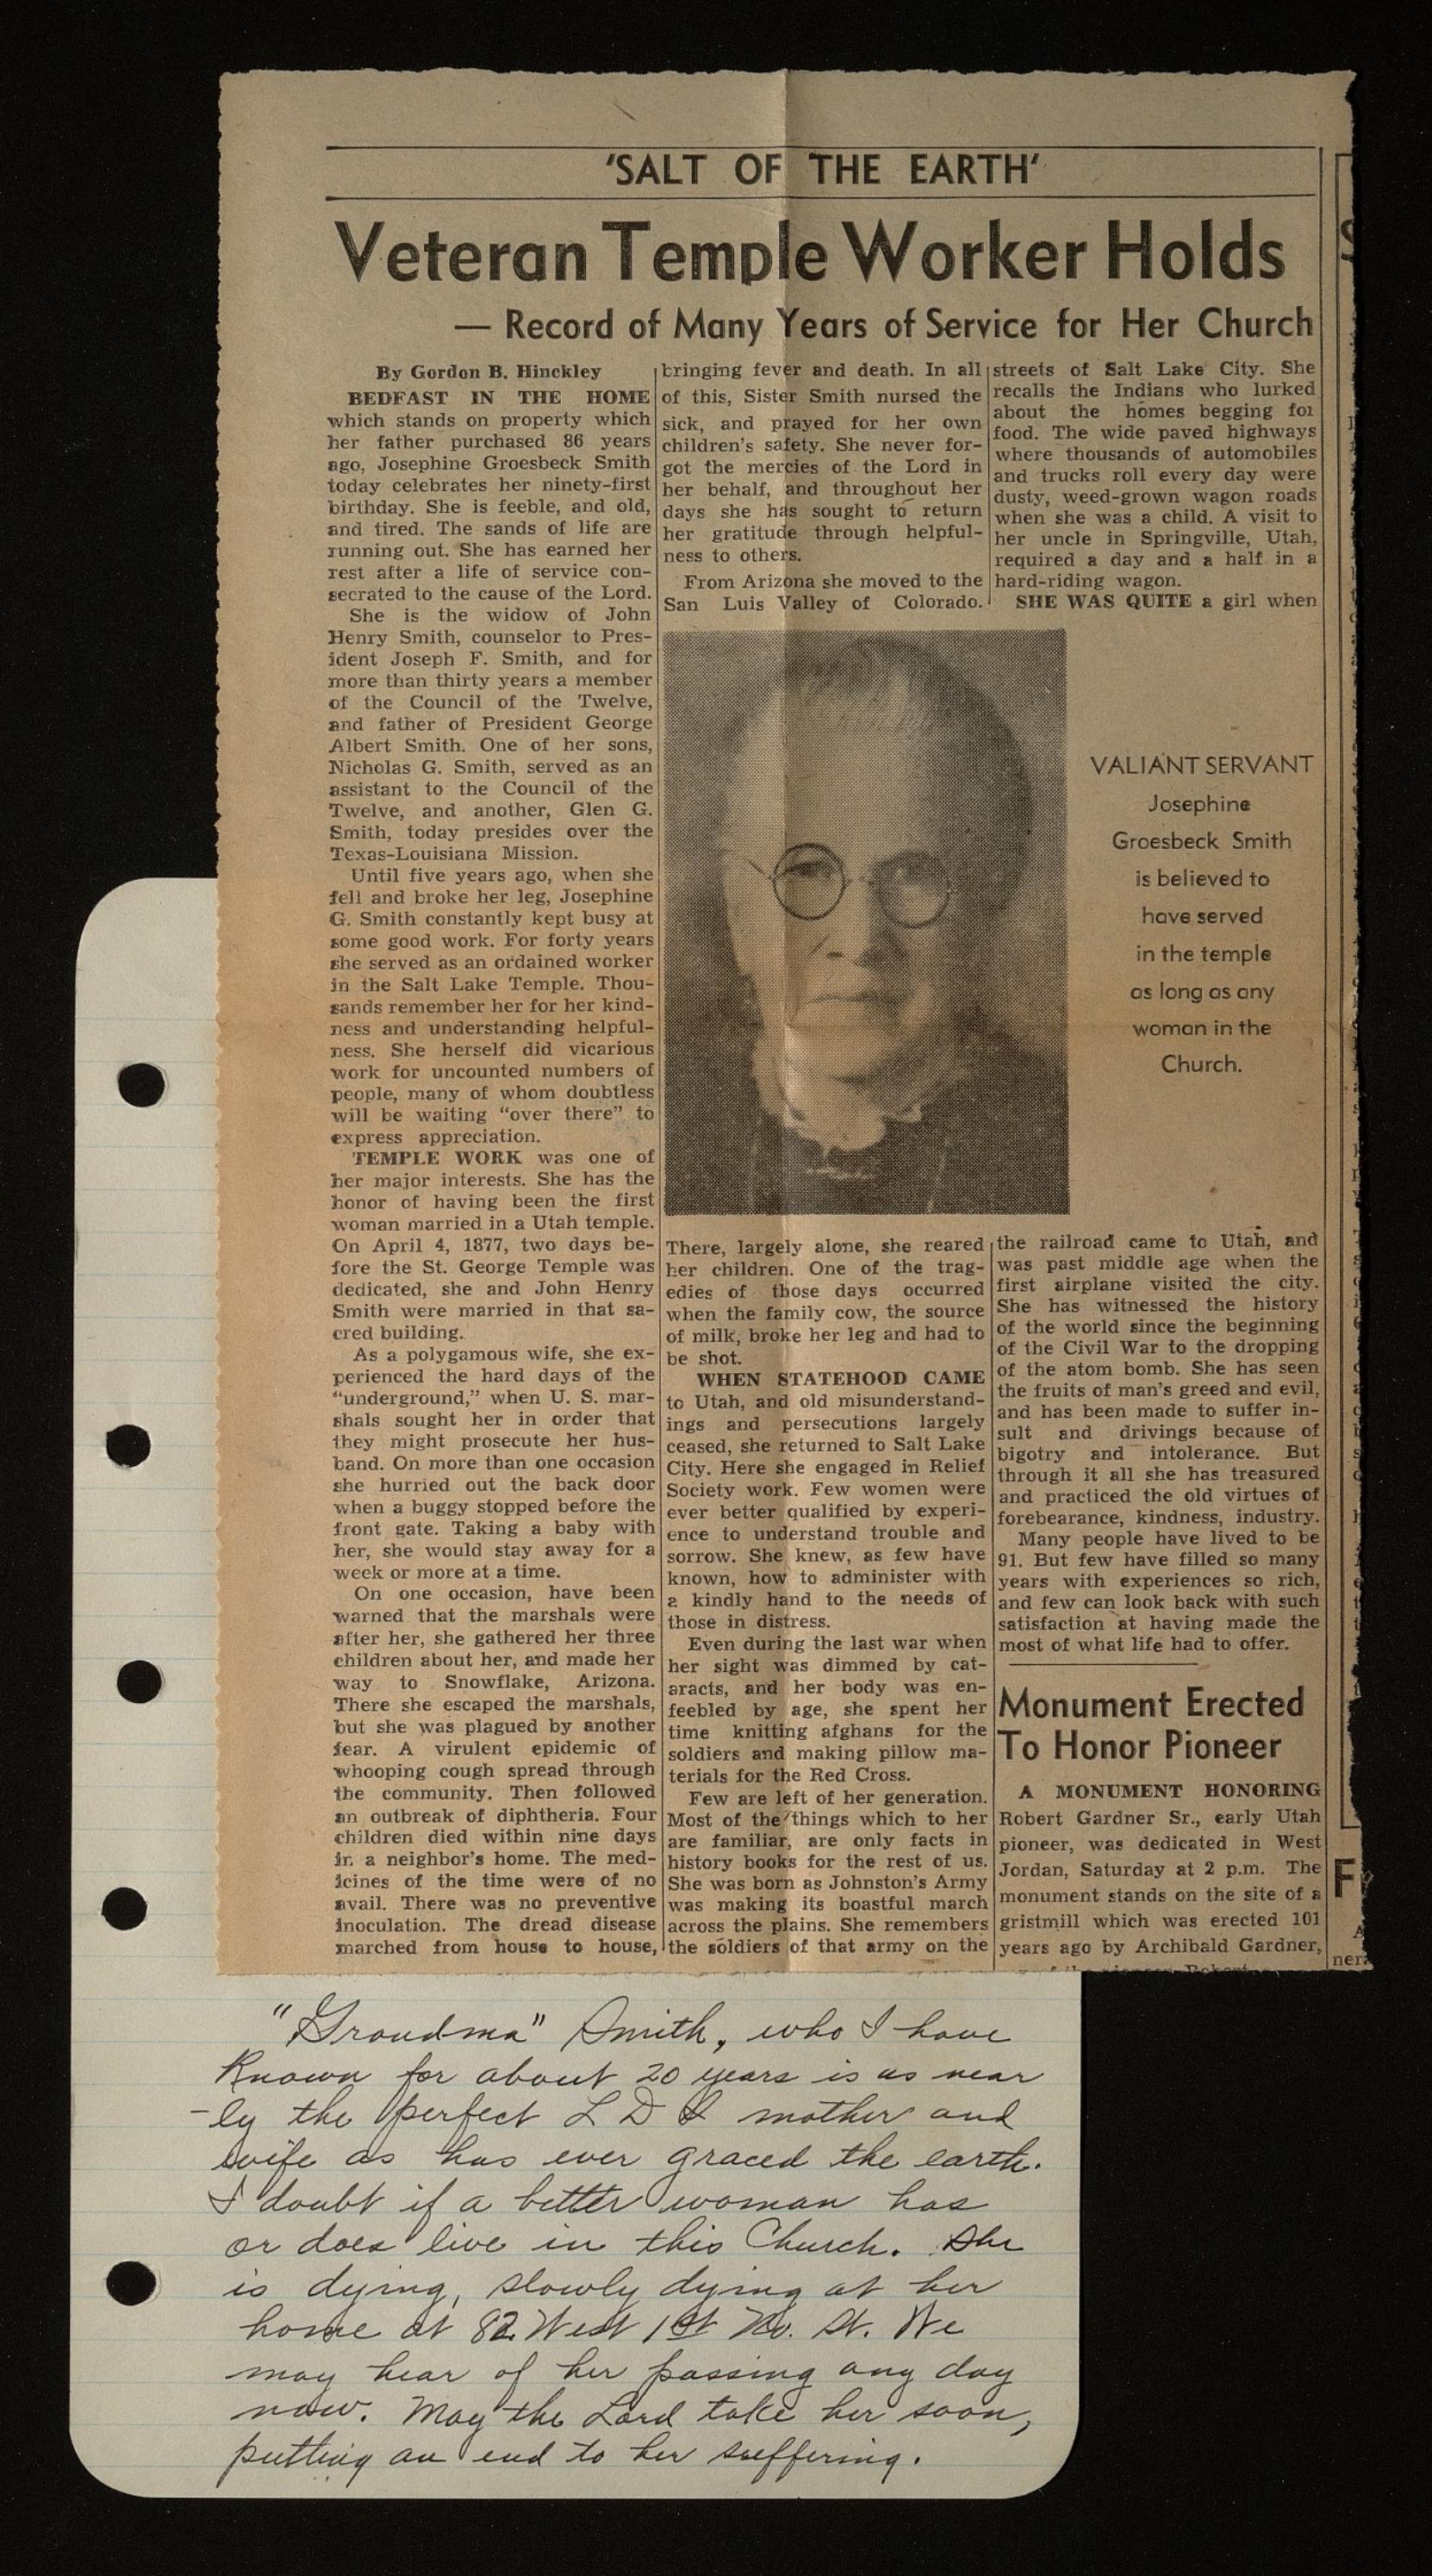 'SALT OF THE EARTH'
Veteran Temple Worker Holds
— Record of Many Years of Service for Her Church
By Gordon B. Hinckley
BEDFAST IN THE HOME
which stands on property which
her father purchased 86 years
ago, Josephine Groesbeck Smith
today celebrates her ninety-first
birthday. She is feeble, and old,
and tired. The sands of life are
running out. She has earned her
rest after a life of service con-
secrated to the cause of the Lord.
She is the widow of John
Henry Smith, counselor to Pres-
ident Joseph F. Smith, and for
more than thirty years a member
of the Council of the Twelve,
and father of President George
Albert Smith. One of her sons,
Nicholas G. Smith, served as an
assistant to the Council of the
Twelve, and another, Glen G.
Smith, today presides over the
Texas-Louisiana Mission.
Until five years ago, when she
fell and broke her leg, Josephine
G. Smith constantly kept busy at
some good work. For forty years
she served as an ordained worker
in the Salt Lake Temple. Thou-
sands remember her for her kind-
ness and understanding helpful-
ness. She herself did vicarious
work for uncounted numbers of
people, many of whom doubtless
will be waiting "over there" to
express appreciation.
TEMPLE WORK was one of
her major interests. She has the
honor of having been the first
woman married in a Utah temple.
On April 4, 1877, two days be-
fore the St. George Temple was
dedicated, she and John Henry
Smith were married in that sa-
cred building.
As a polygamous wife, she ex-
perienced the hard days of the
"underground," when U. S. mar-
shals sought her in order that
they might prosecute her hus-
band. On more than one occasion
she hurried out the back door
when a buggy stopped before the
front gate. Taking a baby with
her, she would stay away for a
week or more at a time.
On one occasion, have been
warned that the marshals were
after her, she gathered her three
children about her, and made her
way to Snowflake, Arizona.
There she escaped the marshals,
but she was plagued by another
fear. A virulent epidemic of
whooping cough spread through
the community. Then followed
an outbreak of diphtheria. Four
children died within nine days
in a neighbor's home. The med-
icines of the time were of no
avail. There was no preventive
inoculation. The dread disease
marched from house to house,
bringing fever and death. In all
of this, Sister Smith nursed the
sick, and prayed for her own
children's safety. She never for-
got the mercies of the Lord in
her behalf, and throughout her
days she has sought to return
her gratitude through helpful-
ness to others.
From Arizona she moved to the
San Luis Valley of Colorado.
There, largely alone, she reared
her children. One of the trag-
edies of those days occurred
when the family cow, the source
of milk, broke her leg and had to
be shot.
WHEN STATEHOOD CAME
to Utah, and old misunderstand-
ings and persecutions largely
ceased, she returned to Salt Lake
City. Here she engaged in Relief
Society work. Few women were
ever better qualified by experi-
ence to understand trouble and
sorrow. She knew, as few have
known, how to administer with
a kindly hand to the needs of
those in distress.
Even during the last war when
her sight was dimmed by cat-
aracts, and her body was en-
feebled by age, she spent her
time knitting afghans for the
soldiers and making pillow ma-
terials for the Red Cross.
Few are left of her generation.
Most of the things which to her
are familiar, are only facts in
history books for the rest of us.
She was born as Johnston's Army
was making its boastful march
across the plains. She remembers
the soldiers of that army on the
streets of Salt Lake City. She
recalls the Indians who lurked
about the homes begging for
food. The wide paved highways
where thousands of automobiles
and trucks roll every day were
dusty, weed-grown wagon roads
when she was a child. A visit to
her uncle in Springville, Utah,
required a day and a half in a
hard-riding wagon.
SHE WAS QUITE a girl when
VALIANT SERVANT
Josephine
Groesbeck Smith
is believed to
have served
in the temple
as long as any
woman in the
Church.
the railroad came to Utah, and
was past middle age when the
first airplane visited the city.
She has witnessed the history
of the world since the beginning
of the Civil War to the dropping
of the atom bomb. She has seen
the fruits of man's greed and evil,
and has been made to suffer in-
sult and drivings because of
bigotry and intolerance. But
through it all she has treasured
and practiced the old virtues of
forebearance, kindness, industry.
Many people have lived to be
91. But few have filled so many
years with experiences so rich,
and few can look back with such
satisfaction at having made the
most of what life had to offer.
Monument Erected
To Honor Pioneer
A MONUMENT HONORING
Robert Gardner Sr., early Utah
pioneer, was dedicated in West
Jordan, Saturday at 2 p.m. The
monument stands on the site of a
gristmill which was erected 101
years ago by Archibald Gardner,
"Grandma" Smith, who I have
known for about 20 years is as near
-ly the perfect L D S mother and
wife as has ever graced the earth.
I doubt if a better woman has
or does live in this Church. She
is dying, slowly dying at her
home at 82 West 1st No. St. We
may hear of her passing any day
now. May the Lord take her soon,
putting an end to her suffering.